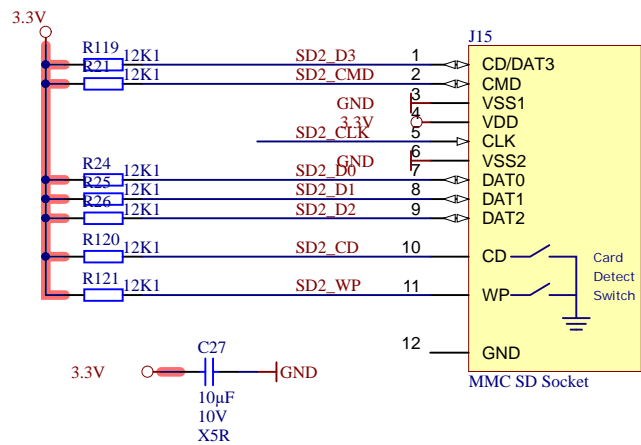 3.3V
J15
R119 12K1 SD2_D3 1 CD/DAT3
R21 12K1 SD2_CMD 2 CMD
GND 3 VSS1
3.3V 4 VDD
SD2_CLK 5 CLK
GND 6 VSS2
R24 12K1 SD2_D0 7 DAT0
R25 12K1 SD2_D1 8 DAT1
R26 12K1 SD2_D2 9 DAT2
R120 12K1 SD2_CD 10 CD
R121 12K1 SD2_WP 11 WP
Card
Detect
Switch
12 GND
MMC SD Socket
C27
3.3V GND
10µF
10V
X5R